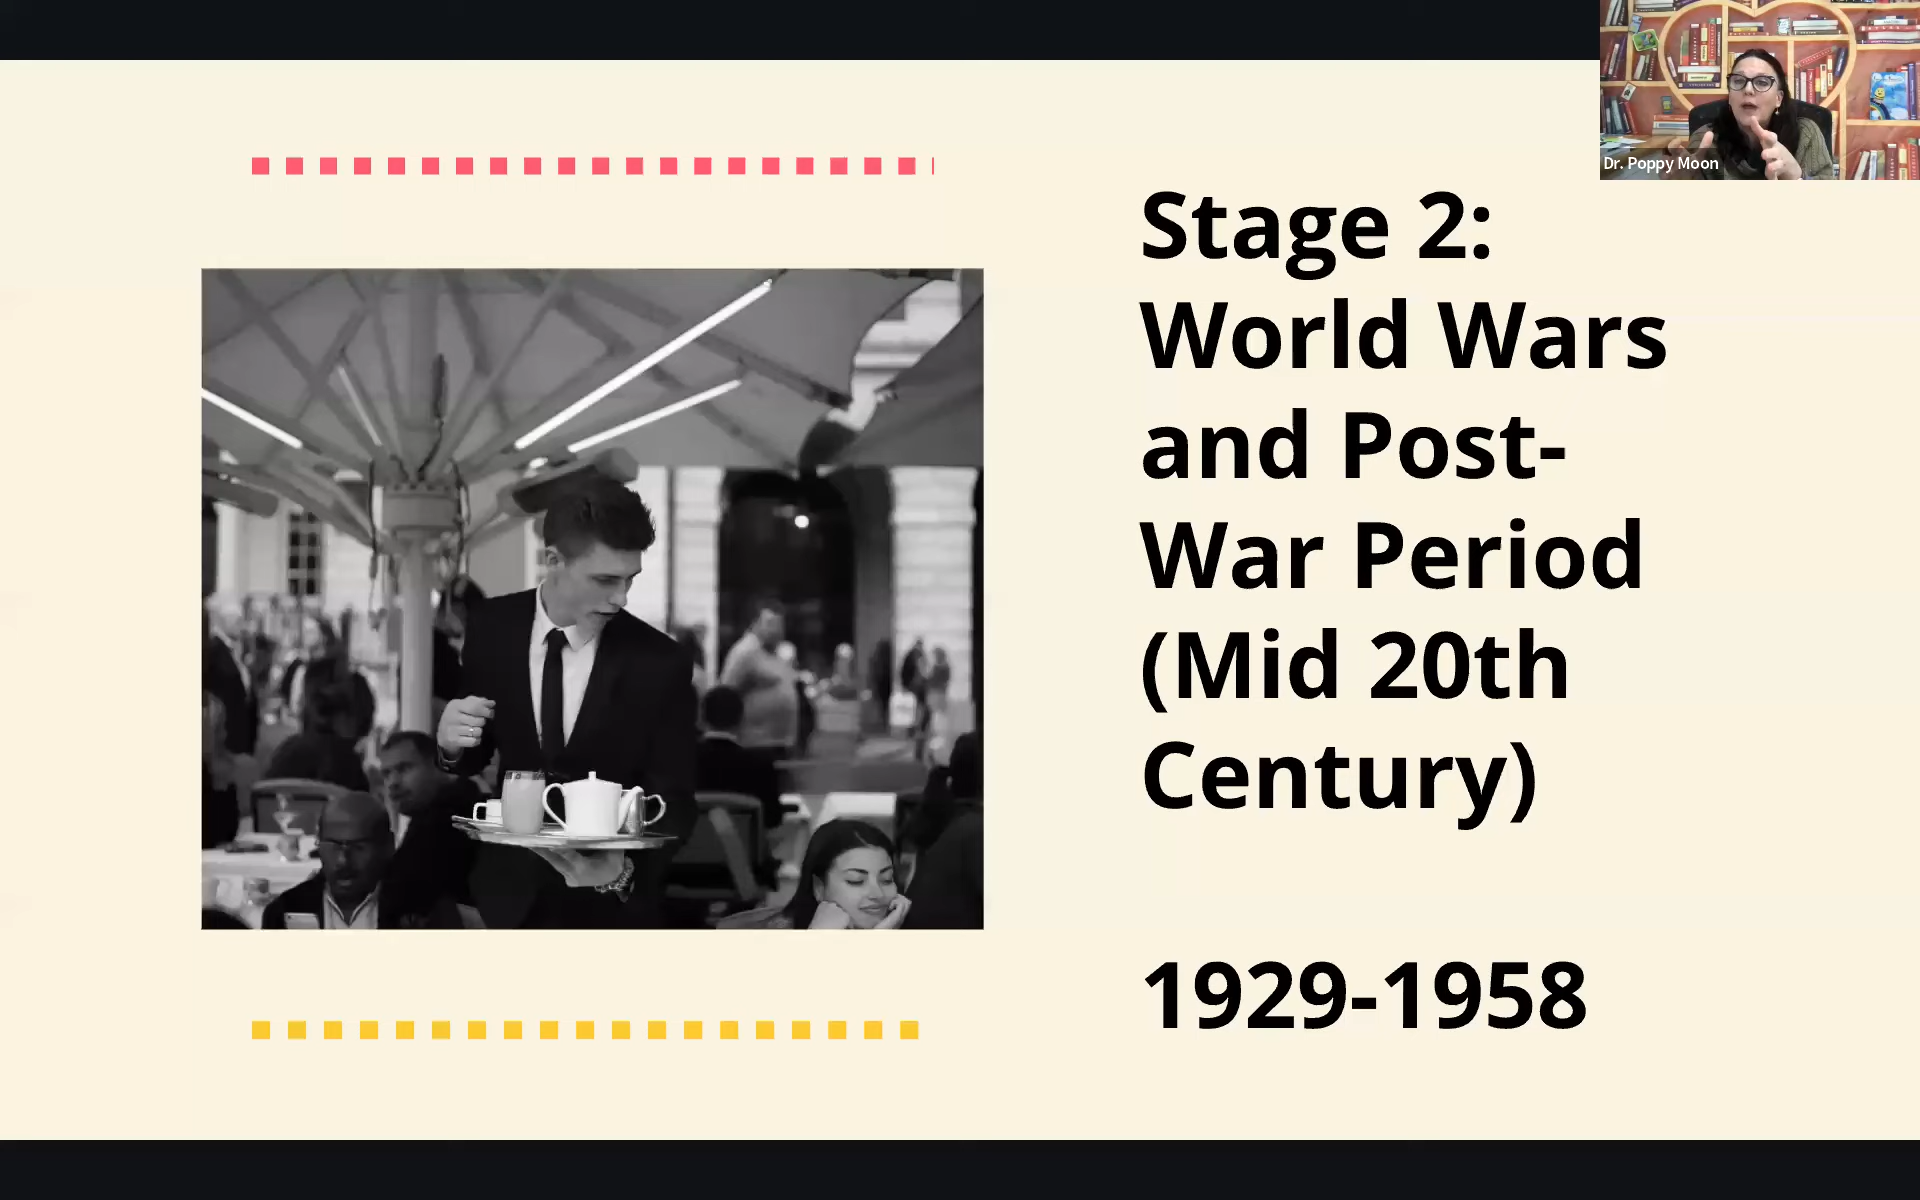 Dr. Poppy Moon
Stage 2:
World Wars
and Post-
War Period
(Mid 20th
Century)
1929-1958